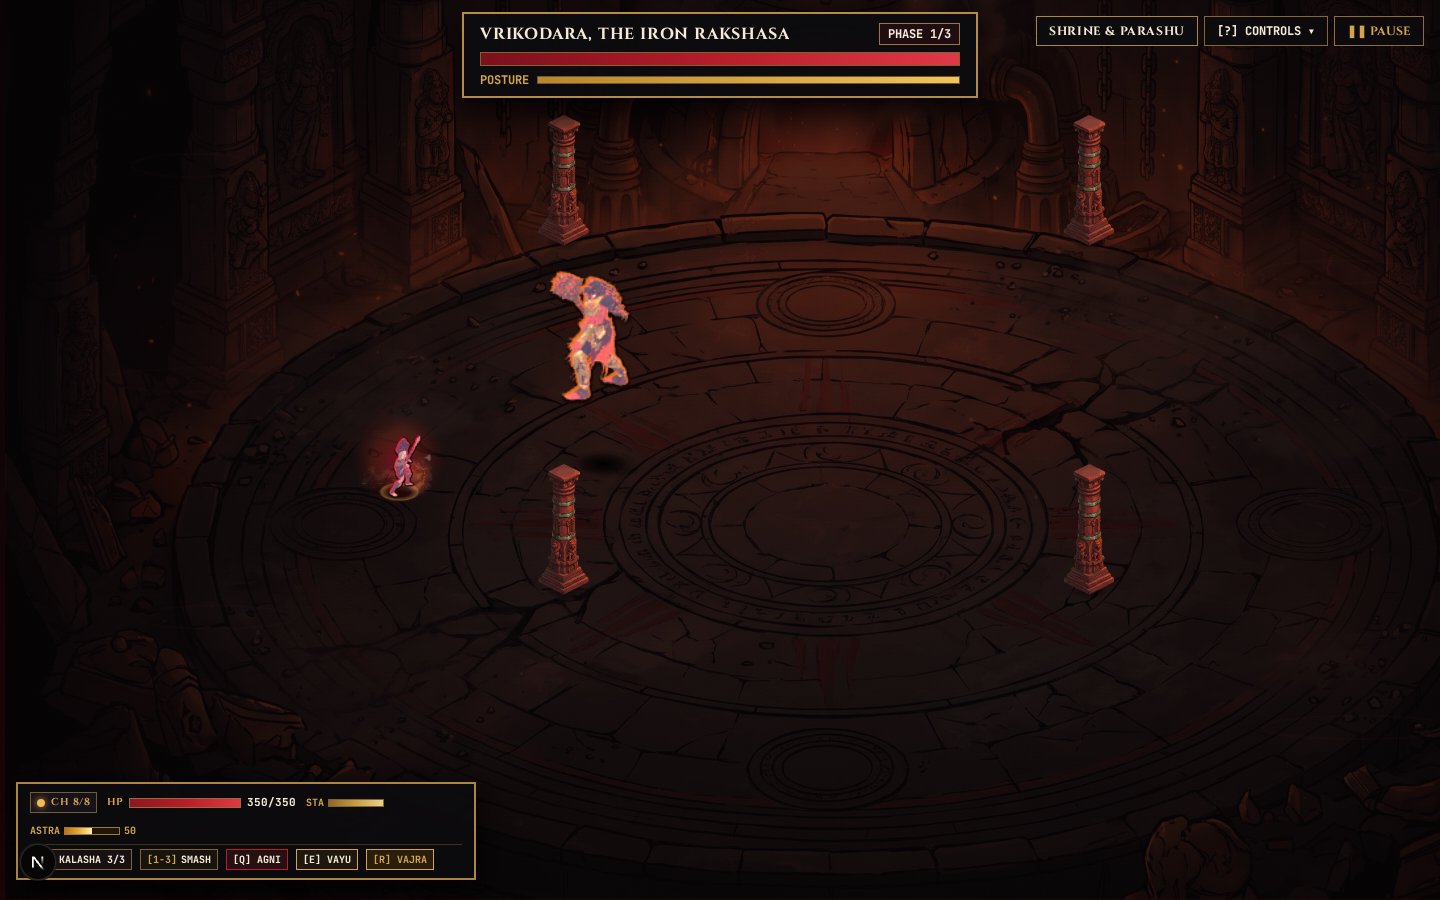 VRIKODARA, THE IRON RAKSHASA
PHASE 1/3
POSTURE
SHRINE & PARASHU
[?] CONTROLS ▾
❚❚ PAUSE
CH 8/8 HP 350/350 STA
ASTRA 50
N
KALASHA 3/3 [1-3] SMASH [Q] AGNI [E] VAYU [R] VAJRA